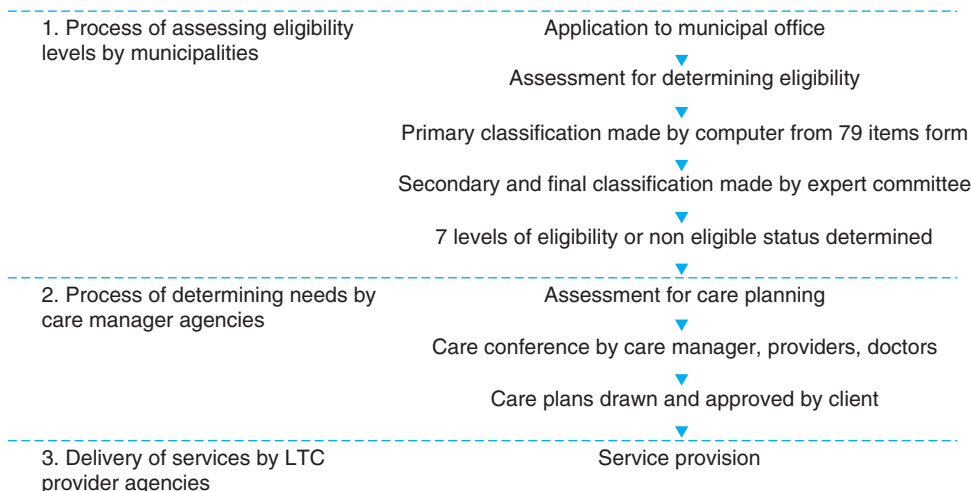 1. Process of assessing eligibility
levels by municipalities
Application to municipal office
Assessment for determining eligibility
Primary classification made by computer from 79 items form
Secondary and final classification made by expert committee
7 levels of eligibility or non eligible status determined
2. Process of determining needs by
care manager agencies
Assessment for care planning
Care conference by care manager, providers, doctors
Care plans drawn and approved by client
3. Delivery of services by LTC
provider agencies
Service provision